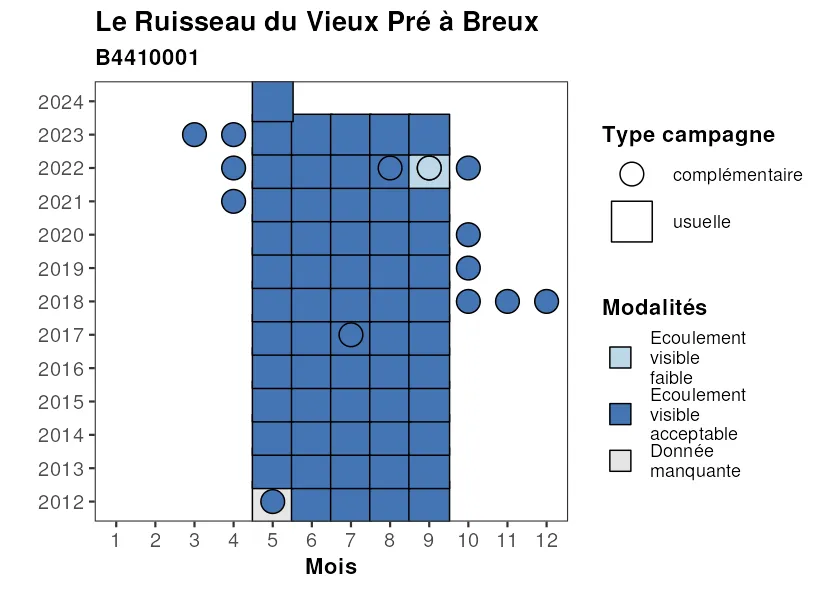 Le Ruisseau du Vieux Pré à Breux
B4410001
2024
2023
2022
2021
2020
2019
2018
2017
2016
2015
2014
2013
2012
1 2 3 4 5 6 7 8 9 10 11 12
Mois
Type campagne
complémentaire
usuelle
Modalités
Ecoulement
visible
faible
Ecoulement
visible
acceptable
Donnée
manquante